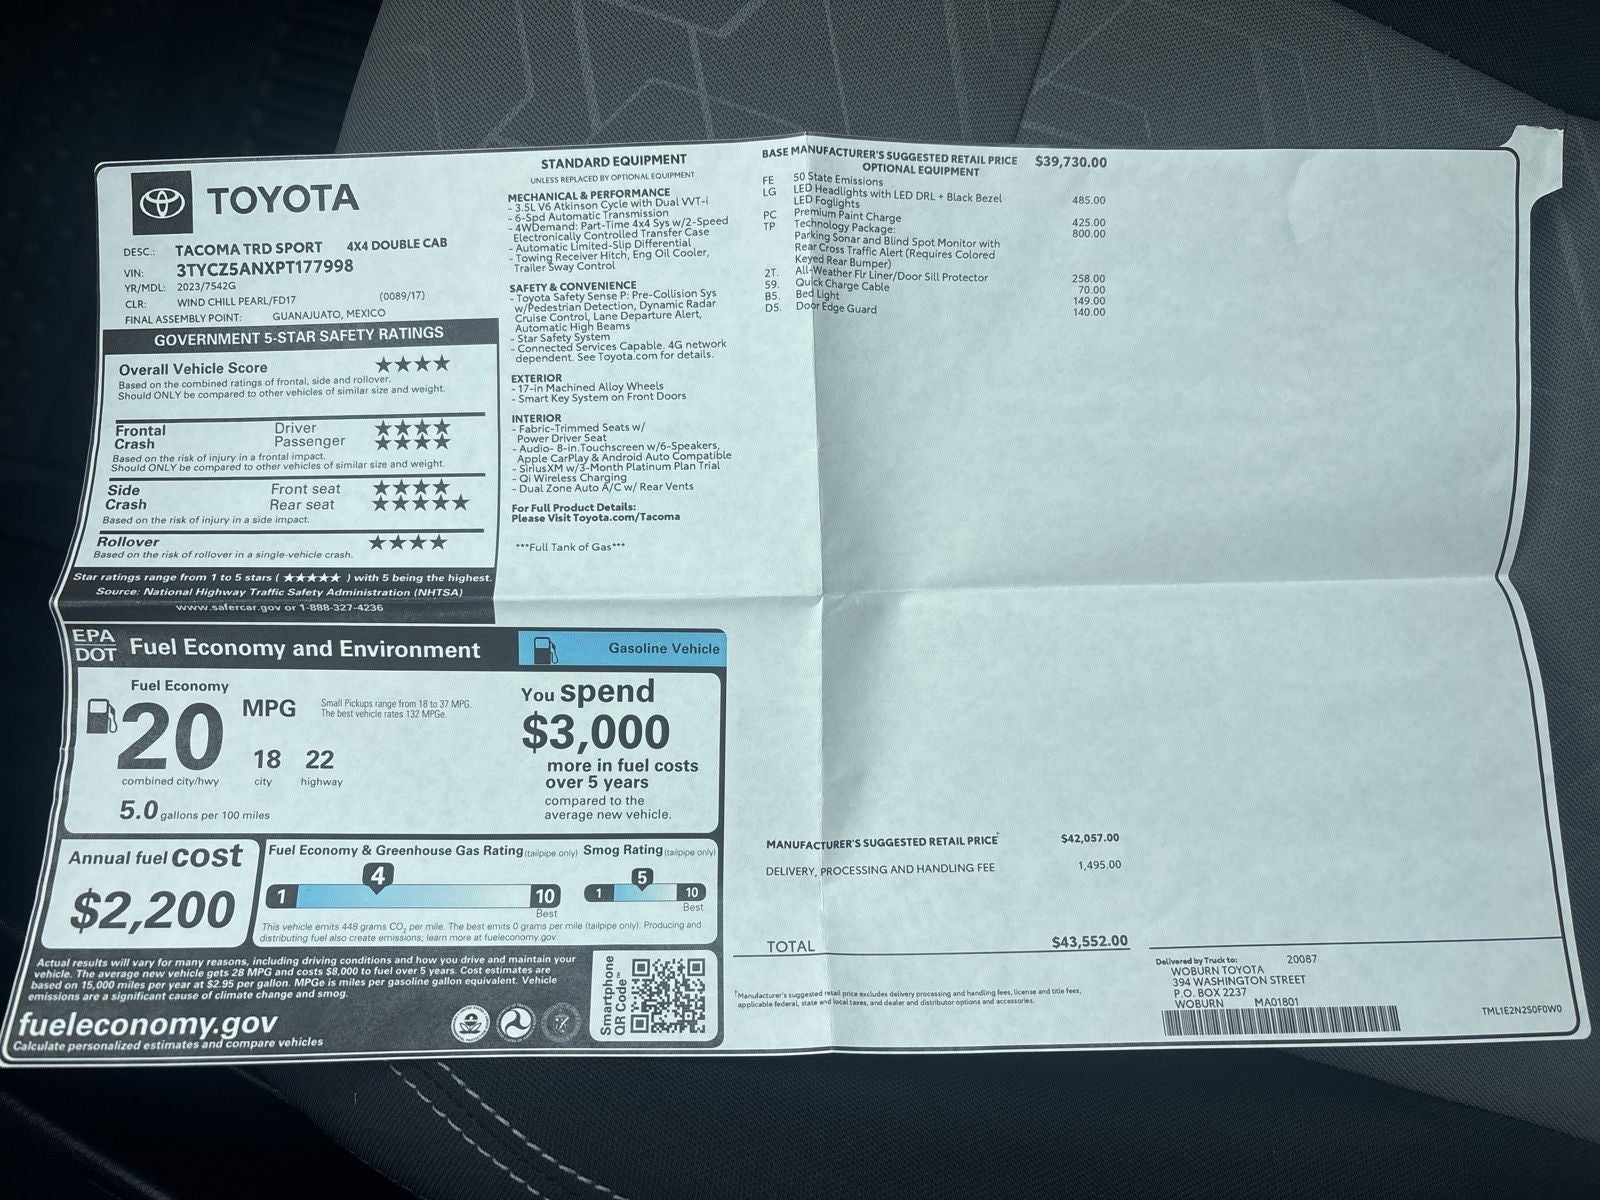 TOYOTA
DESC.: TACOMA TRD SPORT 4X4 DOUBLE CAB
VIN: 3TYCZ5ANXPT177998
YR/MDL: 2023/7542G
CLR: WIND CHILL PEARL/FD17 (0089/17)
FINAL ASSEMBLY POINT: GUANAJUATO, MEXICO
GOVERNMENT 5-STAR SAFETY RATINGS
Overall Vehicle Score ★★★★
Based on the combined ratings of frontal, side and rollover.
Should ONLY be compared to other vehicles of similar size and weight.
Frontal Driver ★★★★
Crash Passenger ★★★★
Based on the risk of injury in a frontal impact.
Should ONLY be compared to other vehicles of similar size and weight.
Side Front seat ★★★★
Crash Rear seat ★★★★★
Based on the risk of injury in a side impact.
Rollover ★★★★
Based on the risk of rollover in a single-vehicle crash.
Star ratings range from 1 to 5 stars (★★★★★) with 5 being the highest.
Source: National Highway Traffic Safety Administration (NHTSA)
www.safercar.gov or 1-888-327-4236
STANDARD EQUIPMENT
UNLESS REPLACED BY OPTIONAL EQUIPMENT
MECHANICAL & PERFORMANCE
- 3.5L V6 Atkinson Cycle with Dual VVT-i
- 6-Spd Automatic Transmission
- 4WDemand: Part-Time 4x4 Sys w/2-Speed
Electronically Controlled Transfer Case
- Automatic Limited-Slip Differential
- Towing Receiver Hitch, Eng Oil Cooler,
Trailer Sway Control
SAFETY & CONVENIENCE
- Toyota Safety Sense P: Pre-Collision Sys
w/Pedestrian Detection, Dynamic Radar
Cruise Control, Lane Departure Alert,
Automatic High Beams
- Star Safety System
- Connected Services Capable. 4G network
dependent. See Toyota.com for details.
EXTERIOR
- 17-in Machined Alloy Wheels
- Smart Key System on Front Doors
INTERIOR
- Fabric-Trimmed Seats w/
Power Driver Seat
- Audio- 8-in.Touchscreen w/6-Speakers,
Apple CarPlay & Android Auto Compatible
- SiriusXM w/3-Month Platinum Plan Trial
- Qi Wireless Charging
- Dual Zone Auto A/C w/ Rear Vents
For Full Product Details:
Please Visit Toyota.com/Tacoma
***Full Tank of Gas***
BASE MANUFACTURER'S SUGGESTED RETAIL PRICE $39,730.00
OPTIONAL EQUIPMENT
FE 50 State Emissions
LG LED Headlights with LED DRL + Black Bezel 485.00
LED Foglights
PC Premium Paint Charge 425.00
TP Technology Package: 800.00
Parking Sonar and Blind Spot Monitor with
Rear Cross Traffic Alert (Requires Colored
Keyed Rear Bumper)
2T. All-Weather Flr Liner/Door Sill Protector 258.00
59. Quick Charge Cable 70.00
B5. Bed Light 149.00
D5. Door Edge Guard 140.00
MANUFACTURER'S SUGGESTED RETAIL PRICE† $42,057.00
DELIVERY, PROCESSING AND HANDLING FEE 1,495.00
TOTAL $43,552.00
†Manufacturer's suggested retail price excludes delivery processing and handling fees, license and title fees,
applicable federal, state and local taxes, and dealer and distributor options and accessories.
Delivered by Truck to: 20087
WOBURN TOYOTA
394 WASHINGTON STREET
P.O. BOX 2237
WOBURN MA01801
TML1E2N2S0F0W0
EPA
DOT
Fuel Economy and Environment
Gasoline Vehicle
Fuel Economy
20 MPG
Small Pickups range from 18 to 37 MPG.
The best vehicle rates 132 MPGe.
18 22
combined city/hwy city highway
5.0 gallons per 100 miles
You spend
$3,000
more in fuel costs
over 5 years
compared to the
average new vehicle.
Annual fuel cost
$2,200
Fuel Economy & Greenhouse Gas Rating (tailpipe only)
1 4 10
Best
Smog Rating (tailpipe only)
1 5 10
Best
This vehicle emits 448 grams CO2 per mile. The best emits 0 grams per mile (tailpipe only). Producing and
distributing fuel also create emissions; learn more at fueleconomy.gov.
Actual results will vary for many reasons, including driving conditions and how you drive and maintain your
vehicle. The average new vehicle gets 28 MPG and costs $8,000 to fuel over 5 years. Cost estimates are
based on 15,000 miles per year at $2.95 per gallon. MPGe is miles per gasoline gallon equivalent. Vehicle
emissions are a significant cause of climate change and smog.
fueleconomy.gov
Calculate personalized estimates and compare vehicles
Smartphone
QR Code™